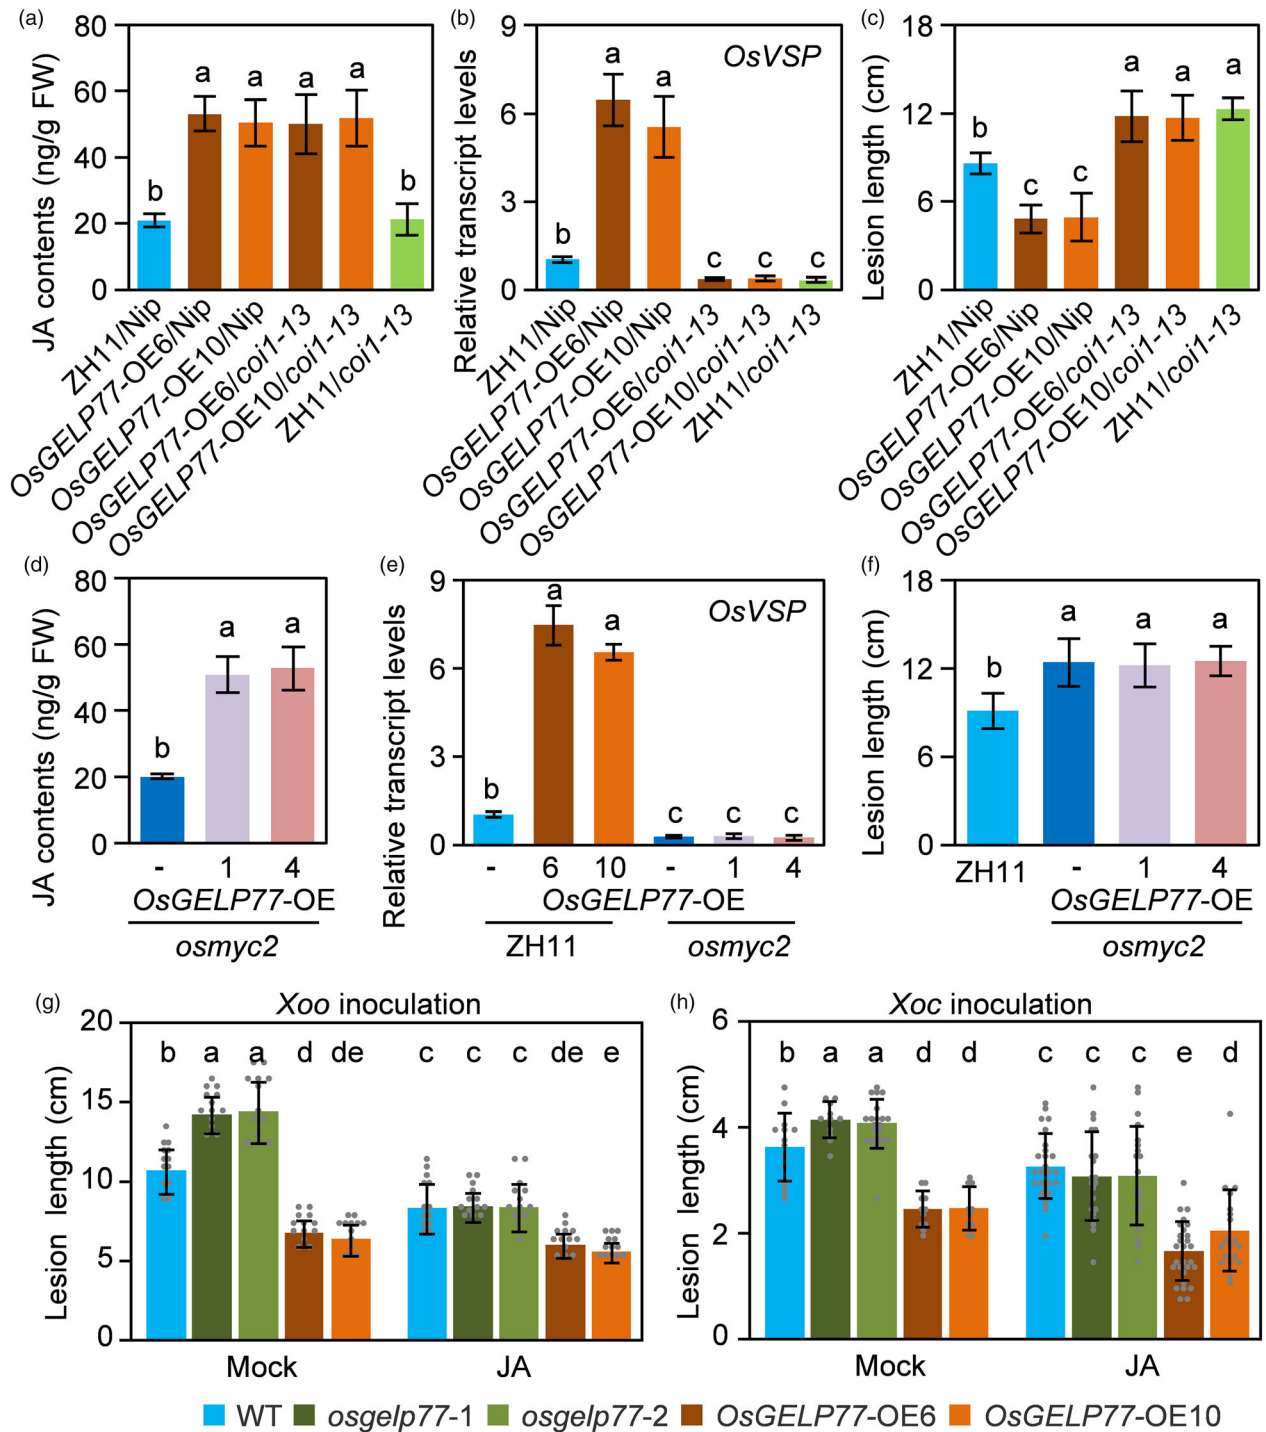 (a)
JA contents (ng/g FW)
80
60
40
20
0
b
a
a
a
a
b
ZH11/Nip
OsGELP77-OE6/Nip
OsGELP77-OE10/Nip
OsGELP77-OE6/coi1-13
OsGELP77-OE10/coi1-13
ZH11/coi1-13
(b)
Relative transcript levels
9
6
3
0
OsVSP
b
a
a
c
c
c
ZH11/Nip
OsGELP77-OE6/Nip
OsGELP77-OE10/Nip
OsGELP77-OE6/coi1-13
OsGELP77-OE10/coi1-13
ZH11/coi1-13
(c)
Lesion length (cm)
18
12
6
0
b
c
c
a
a
a
ZH11/Nip
OsGELP77-OE6/Nip
OsGELP77-OE10/Nip
OsGELP77-OE6/coi1-13
OsGELP77-OE10/coi1-13
ZH11/coi1-13
(d)
JA contents (ng/g FW)
80
60
40
20
0
b
a
a
- 1 4
OsGELP77-OE
osmyc2
(e)
Relative transcript levels
9
6
3
0
OsVSP
b
a
a
c
c
c
- 6 10 - 1 4
OsGELP77-OE
ZH11 osmyc2
(f)
Lesion length (cm)
18
12
6
0
b
a
a
a
ZH11 - 1 4
OsGELP77-OE
osmyc2
(g)
Xoo inoculation
Lesion length (cm)
20
15
10
5
0
b a a d de c c c de e
Mock JA
(h)
Xoc inoculation
Lesion length (cm)
6
4
2
0
b a a d d c c c e d
Mock JA
WT osgelp77-1 osgelp77-2 OsGELP77-OE6 OsGELP77-OE10